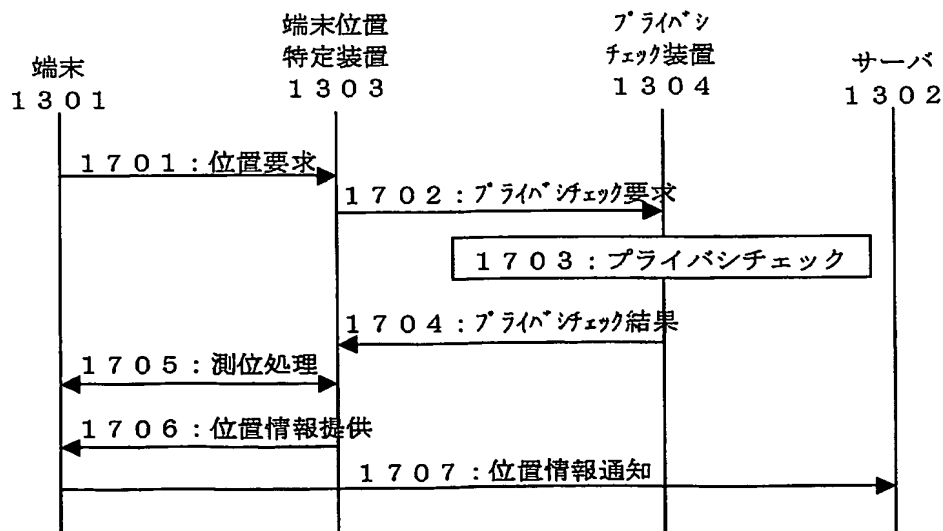 端末
１３０１
端末位置
特定装置
１３０３
ﾌﾟﾗｲﾊﾞｼ
ﾁｪｯｸ装置
１３０４
サーバ
１３０２
１７０１：位置要求
１７０２：ﾌﾟﾗｲﾊﾞｼﾁｪｯｸ要求
１７０３：プライバシチェック
１７０４：ﾌﾟﾗｲﾊﾞｼﾁｪｯｸ結果
１７０５：測位処理
１７０６：位置情報提供
１７０７：位置情報通知